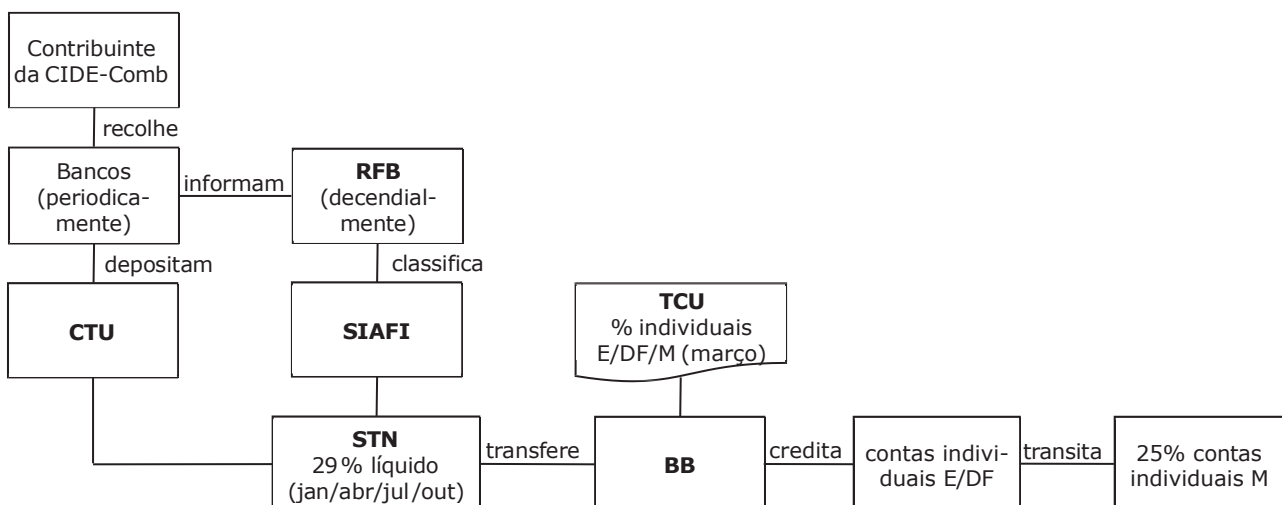 Contribuinte
da CIDE-Comb
recolhe
Bancos
(periodica-
mente)
informam
RFB
(decendial-
mente)
depositam
classifica
CTU
SIAFI
TCU
% individuais
E/DF/M (março)
STN
29% líquido
(jan/abr/jul/out)
transfere
BB
credita
contas indivi-
duais E/DF
transita
25% contas
individuais M